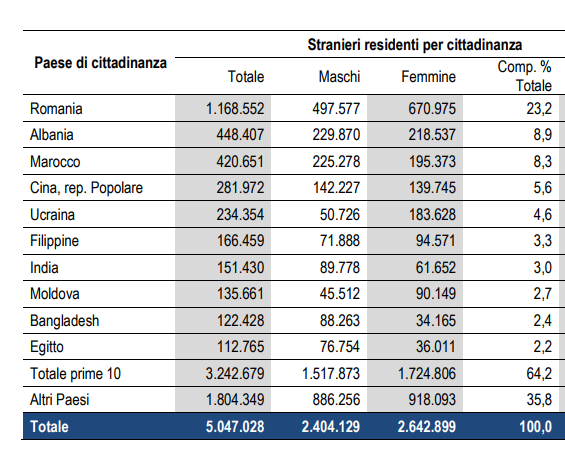 Stranieri residenti per cittadinanza
Paese di cittadinanza
Totale Maschi Femmine Comp. %
Totale
Romania 1.168.552 497.577 670.975 23,2
Albania 448.407 229.870 218.537 8,9
Marocco 420.651 225.278 195.373 8,3
Cina, rep. Popolare 281.972 142.227 139.745 5,6
Ucraina 234.354 50.726 183.628 4,6
Filippine 166.459 71.888 94.571 3,3
India 151.430 89.778 61.652 3,0
Moldova 135.661 45.512 90.149 2,7
Bangladesh 122.428 88.263 34.165 2,4
Egitto 112.765 76.754 36.011 2,2
Totale prime 10 3.242.679 1.517.873 1.724.806 64,2
Altri Paesi 1.804.349 886.256 918.093 35,8
Totale 5.047.028 2.404.129 2.642.899 100,0